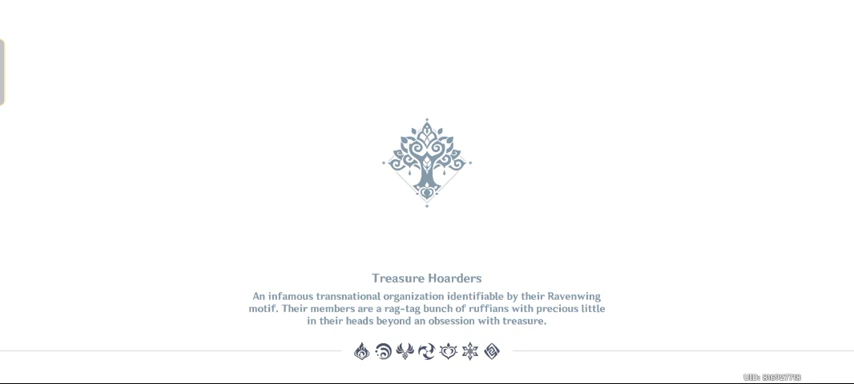 Treasure Hoarders
An infamous transnational organization identifiable by their Ravenwing
motif. Their members are a rag-tag bunch of ruffians with precious little
in their heads beyond an obsession with treasure.